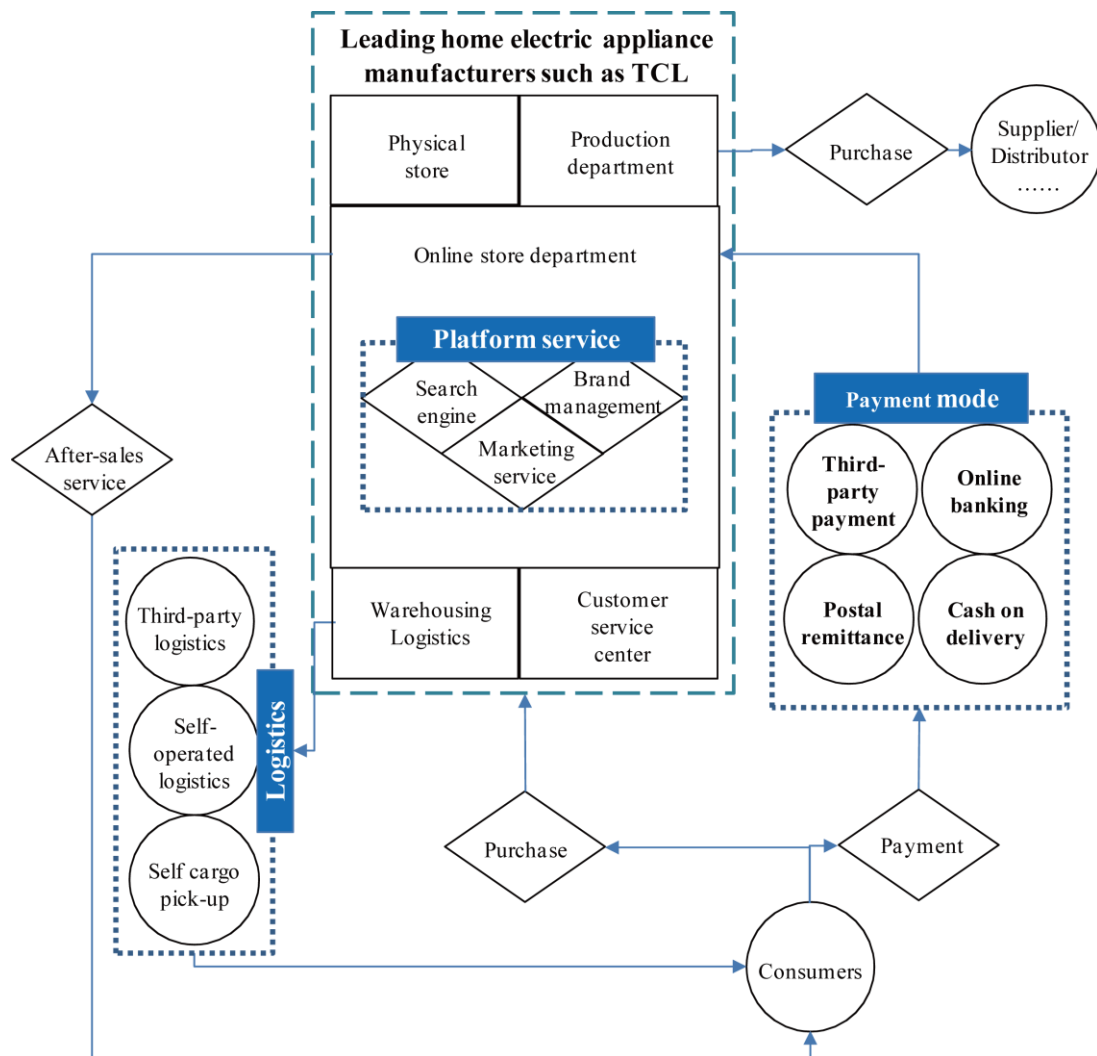 Leading home electric appliance
manufacturers such as TCL
Physical
store
Production
department
Purchase
Supplier/
Distributor
……
Online store department
Platform service
Search
engine
Brand
management
Marketing
service
Payment mode
Third-
party
payment
Online
banking
Postal
remittance
Cash on
delivery
After-sales
service
Third-party
logistics
Self-
operated
logistics
Self cargo
pick-up
Logistics
Warehousing
Logistics
Customer
service
center
Purchase
Payment
Consumers